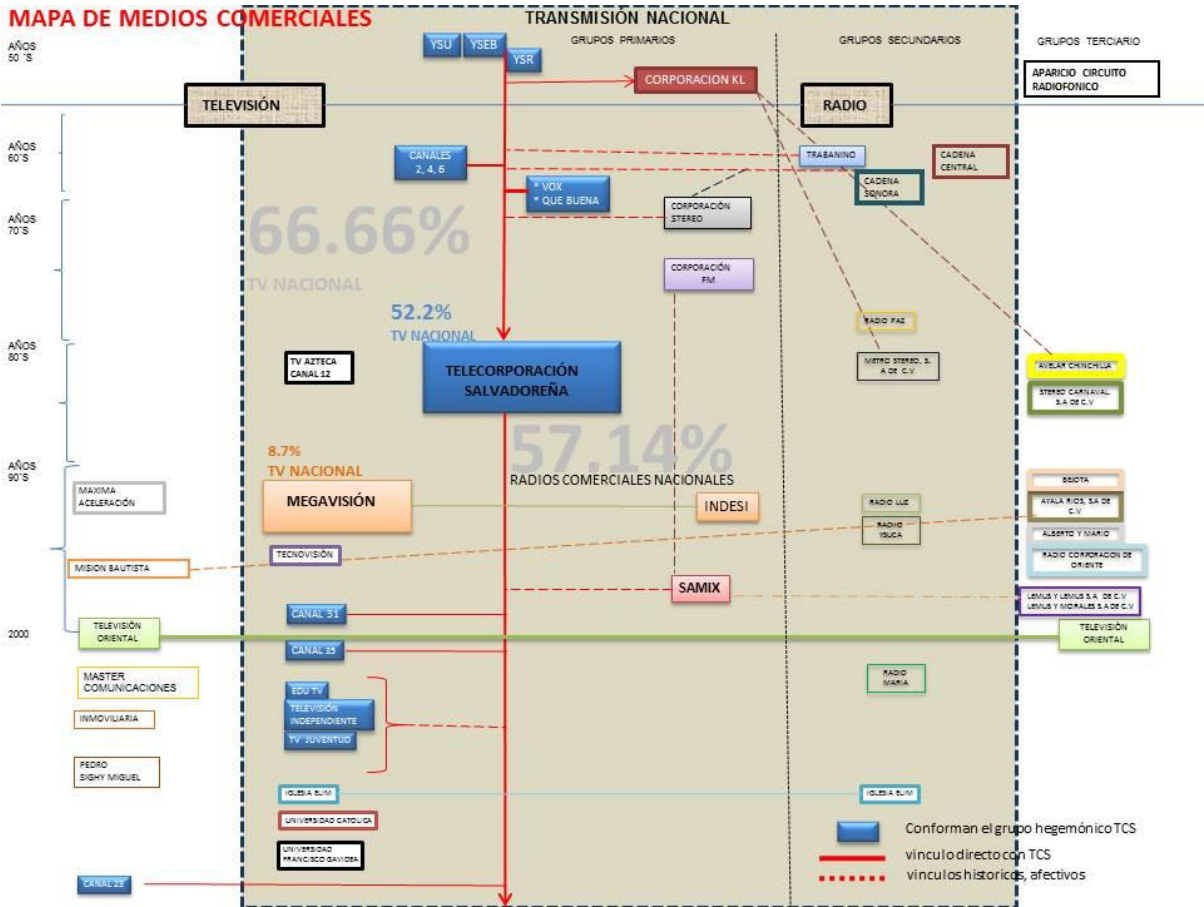 MAPA DE MEDIOS COMERCIALES
TRANSMISIÓN NACIONAL
AÑOS
50 ´S
YSU
YSEB
YSR
GRUPOS PRIMARIOS
GRUPOS SECUNDARIOS
GRUPOS TERCIARIO
CORPORACION KL
APARICIO CIRCUITO
RADIOFONICO
TELEVISIÓN
RADIO
AÑOS
60´S
CANALES
2, 4, 6
TRABANINO
CADENA
CENTRAL
CADENA
SONORA
* VOX
* QUE BUENA
CORPORACIÓN
STEREO
AÑOS
70´S
66.66%
TV NACIONAL
CORPORACIÓN
FM
52.2%
TV NACIONAL
RADIO PAZ
AÑOS
80´S
TV AZTECA
CANAL 12
TELECORPORACIÓN
SALVADOREÑA
METRO STEREO, S.
A DE C.V
AVELAR CHINCHILLA
STEREO CARNAVAL
S.A DE C.V
57.14%
RADIOS COMERCIALES NACIONALES
8.7%
TV NACIONAL
AÑOS
90´S
MAXIMA
ACELERACIÓN
MEGAVISIÓN
INDESI
RADIO LUZ
RADIO
YSUCA
BEJOTA
AYALA RIOS, S.A DE
C.V
ALBERTO Y MARIO
RADIO CORPORACION DE
ORIENTE
TECNOVISIÓN
MISION BAUTISTA
SAMIX
LEMUS Y LEMUS S.A. DE C.V
LEMUS Y MORALES S.A DE C.V
CANAL 31
2000
TELEVISIÓN
ORIENTAL
TELEVISIÓN
ORIENTAL
CANAL 35
MASTER
COMUNICACIONES
RADIO
MARIA
EDU TV
TELEVISIÓN
INDEPENDIENTE
TV JUVENTUD
INMOVILIARIA
PEDRO
SIGHY MIGUEL
IGLESIA ELIM
IGLESIA ELIM
UNIVERSIDAD CATOLICA
UNIVERSIDAD
FRANCISCO GAVIDEA
CANAL 23
Conforman el grupo hegemónico TCS
vinculo directo con TCS
vinculos historicos, afectivos